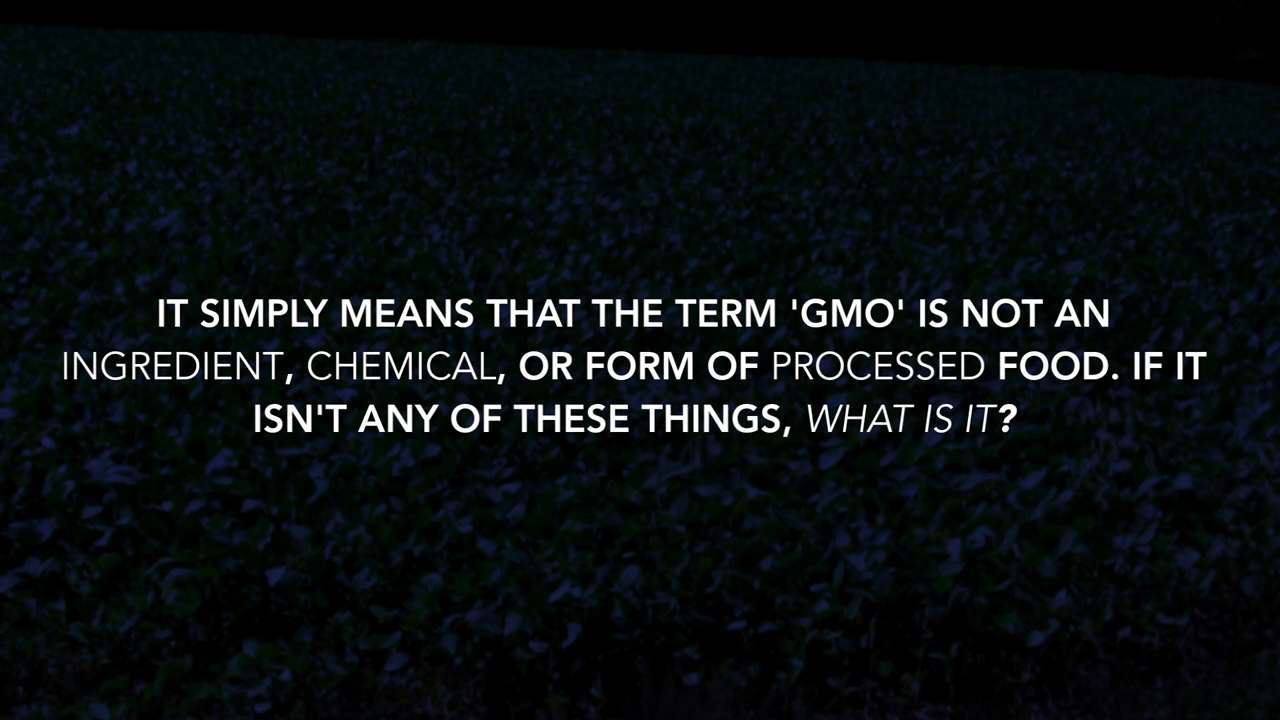 IT SIMPLY MEANS THAT THE TERM 'GMO' IS NOT AN
INGREDIENT, CHEMICAL, OR FORM OF PROCESSED FOOD. IF IT
ISN'T ANY OF THESE THINGS, WHAT IS IT?